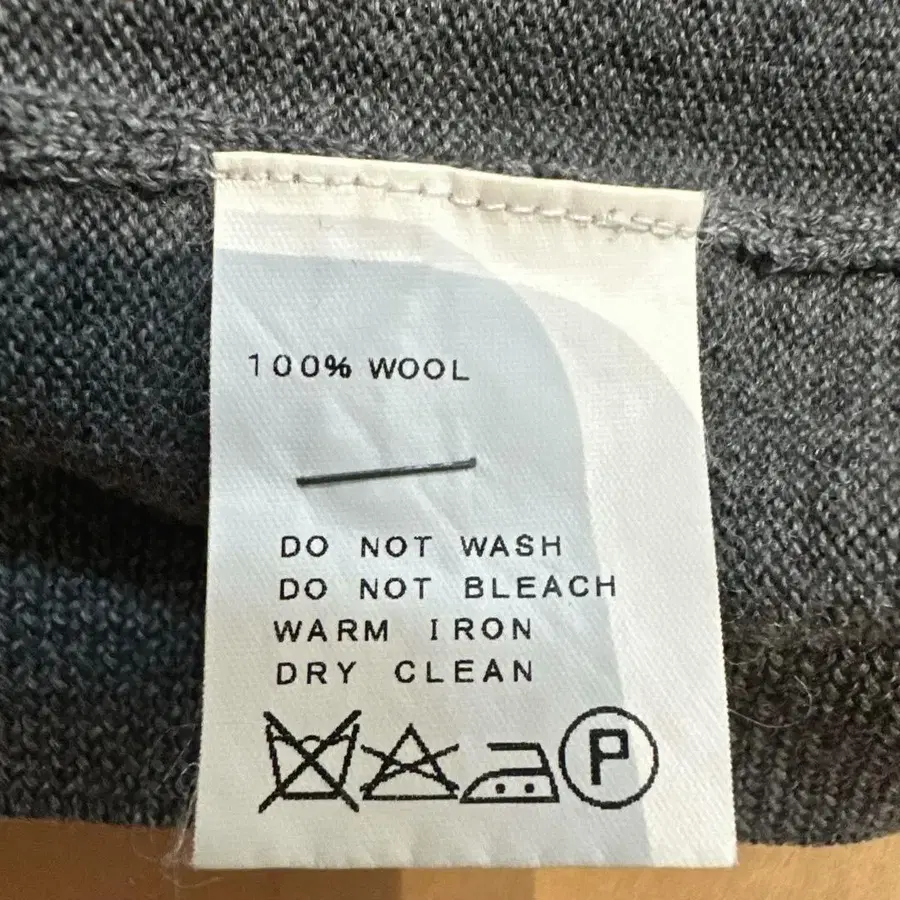 100% WOOL
DO NOT WASH
DO NOT BLEACH
WARM IRON
DRY CLEAN
P